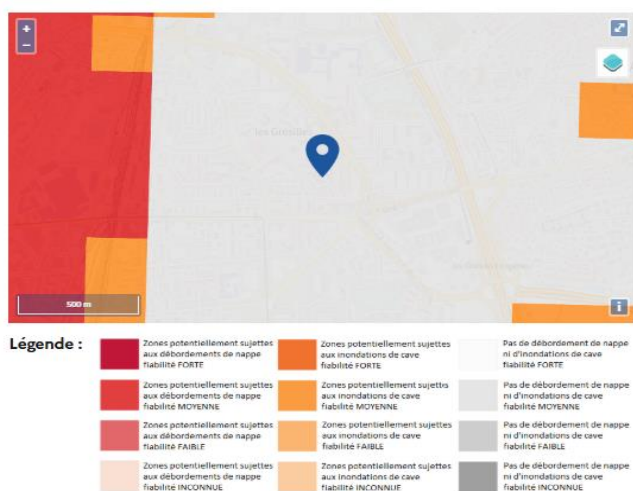 +
−
les Groslins
500 m
i
Légende :
Zones potentiellement sujettes
aux débordements de nappe
fiabilité FORTE
Zones potentiellement sujettes
aux inondations de cave
fiabilité FORTE
Pas de débordement de nappe
ni d'inondations de cave
fiabilité FORTE
Zones potentiellement sujettes
aux débordements de nappe
fiabilité MOYENNE
Zones potentiellement sujettes
aux inondations de cave
fiabilité MOYENNE
Pas de débordement de nappe
ni d'inondations de cave
fiabilité MOYENNE
Zones potentiellement sujettes
aux débordements de nappe
fiabilité FAIBLE
Zones potentiellement sujettes
aux inondations de cave
fiabilité FAIBLE
Pas de débordement de nappe
ni d'inondations de cave
fiabilité FAIBLE
Zones potentiellement sujettes
aux débordements de nappe
fiabilité INCONNUE
Zones potentiellement sujettes
aux inondations de cave
fiabilité INCONNUE
Pas de débordement de nappe
ni d'inondations de cave
fiabilité INCONNUE